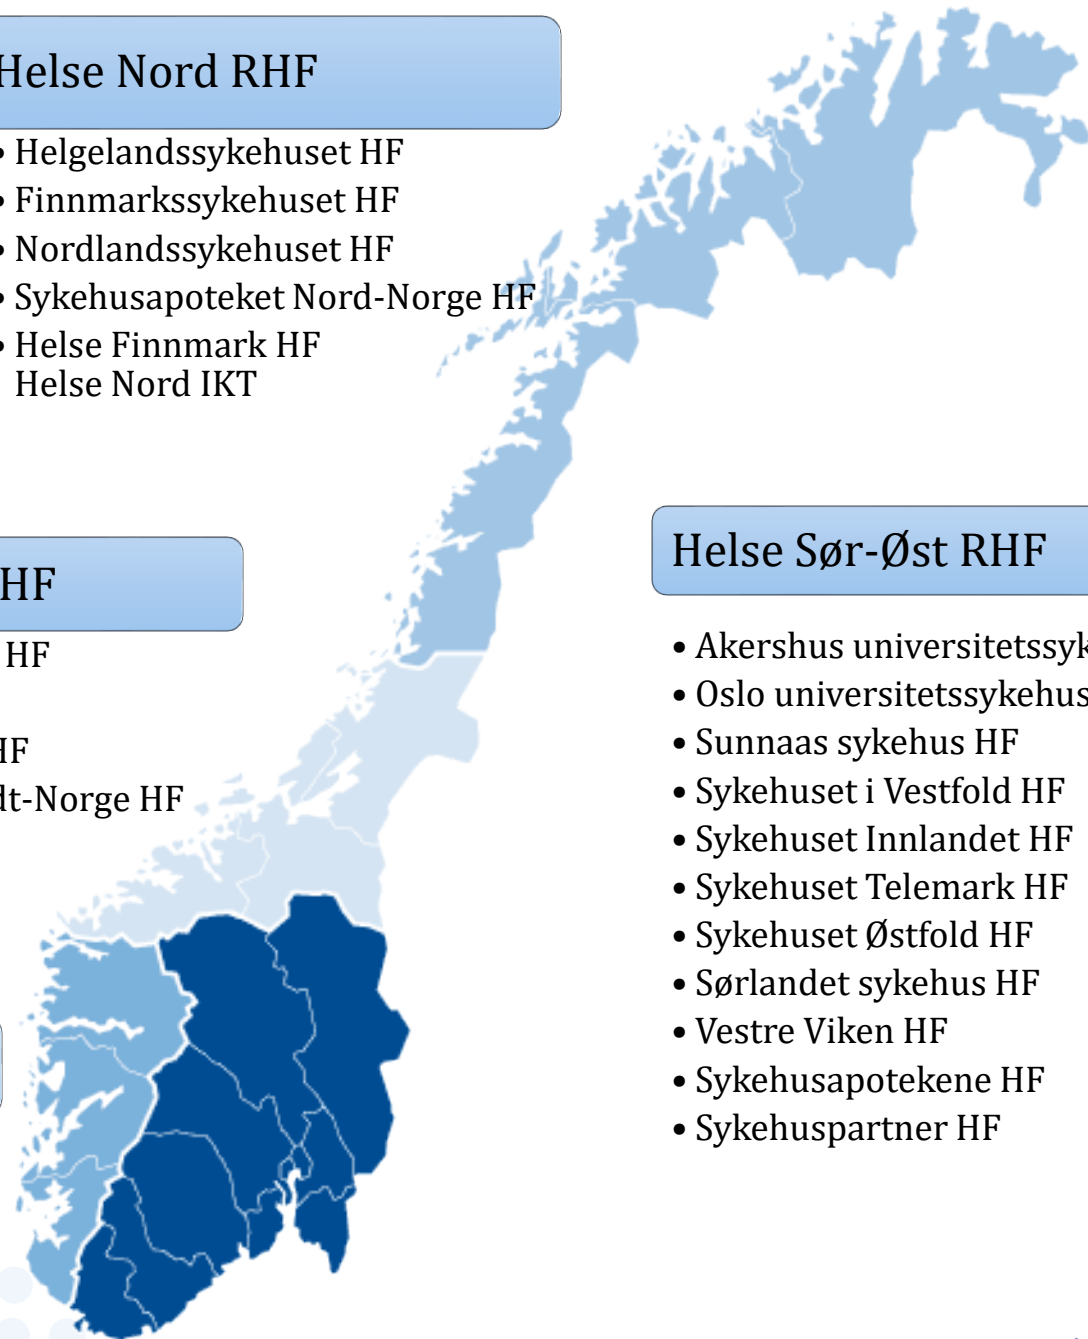 Helse Nord RHF
• Helgelandssykehuset HF
• Finnmarkssykehuset HF
• Nordlandssykehuset HF
• Sykehusapoteket Nord-Norge HF
• Helse Finnmark HF
Helse Nord IKT
HF
HF
HF
dt-Norge HF
Helse Sør-Øst RHF
• Akershus universitetssyk
• Oslo universitetssykehus
• Sunnaas sykehus HF
• Sykehuset i Vestfold HF
• Sykehuset Innlandet HF
• Sykehuset Telemark HF
• Sykehuset Østfold HF
• Sørlandet sykehus HF
• Vestre Viken HF
• Sykehusapotekene HF
• Sykehuspartner HF